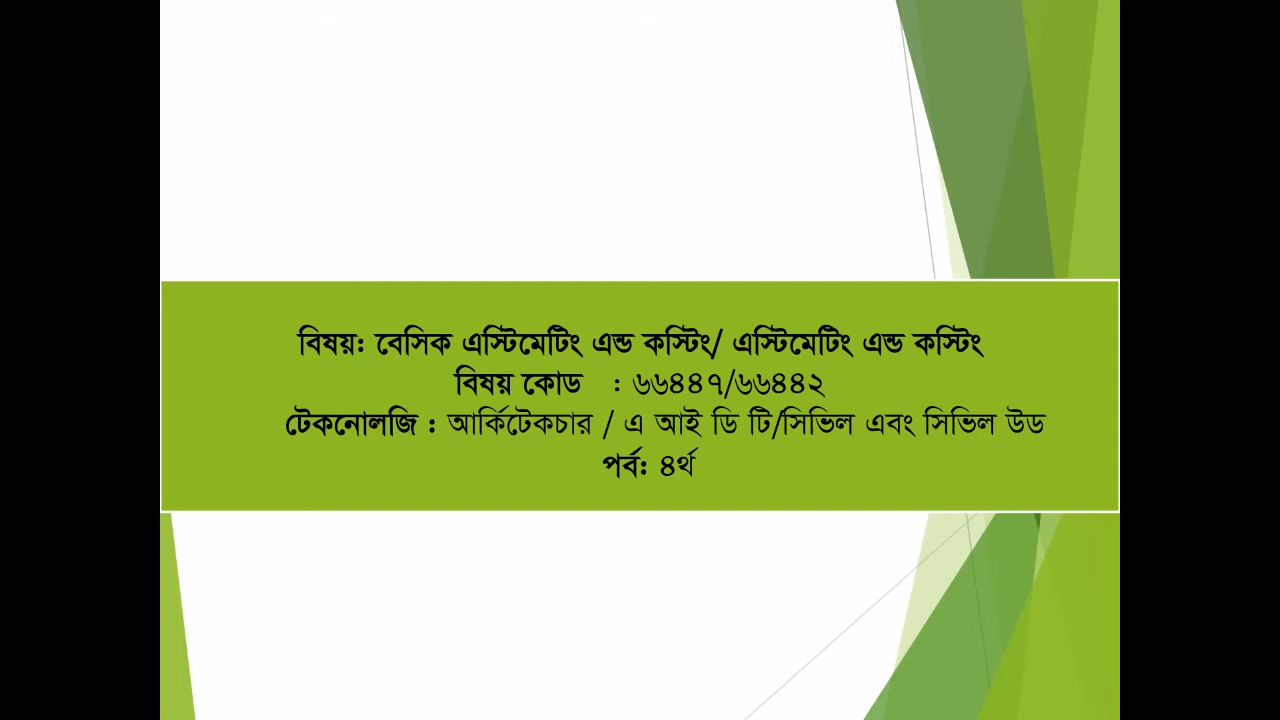 বিষয়: বেসিক এস্টিমেটিং এন্ড কস্টিং/ এস্টিমেটিং এন্ড কস্টিং
বিষয় কোড : ৬৬৪৪৭/৬৬৪৪২
টেকনোলজি : আর্কিটেকচার / এ আই ডি টি/সিভিল এবং সিভিল উড
পর্ব: ৪র্থ